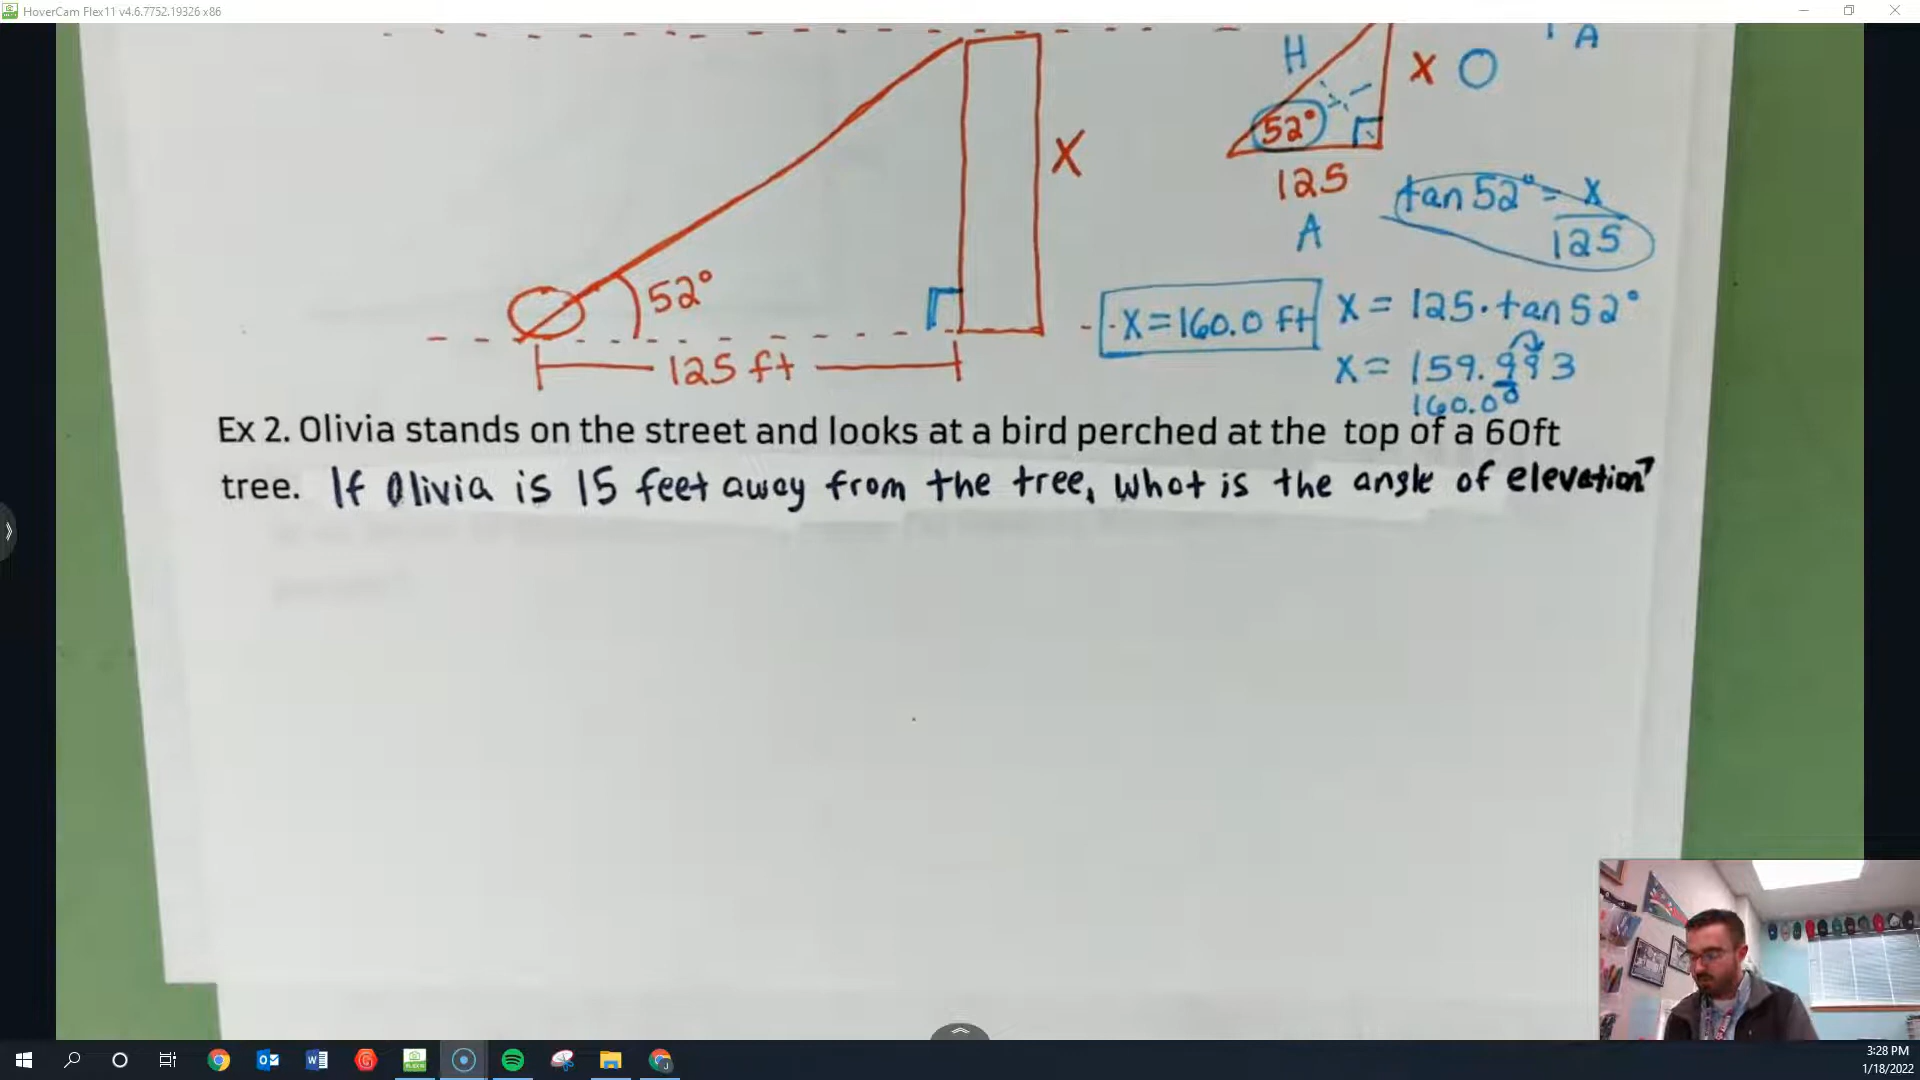 HoverCam Flex11 v4.6.7752.19326 x86
A
H
X O
52°
125
A
tan 52° = x
125
X
52°
125 ft
X = 160.0 ft
X = 125 · tan 52°
X = 159.993
160.0
Ex 2. Olivia stands on the street and looks at a bird perched at the top of a 60ft
tree. If Olivia is 15 feet away from the tree, what is the angle of elevation?
3:28 PM
1/18/2022